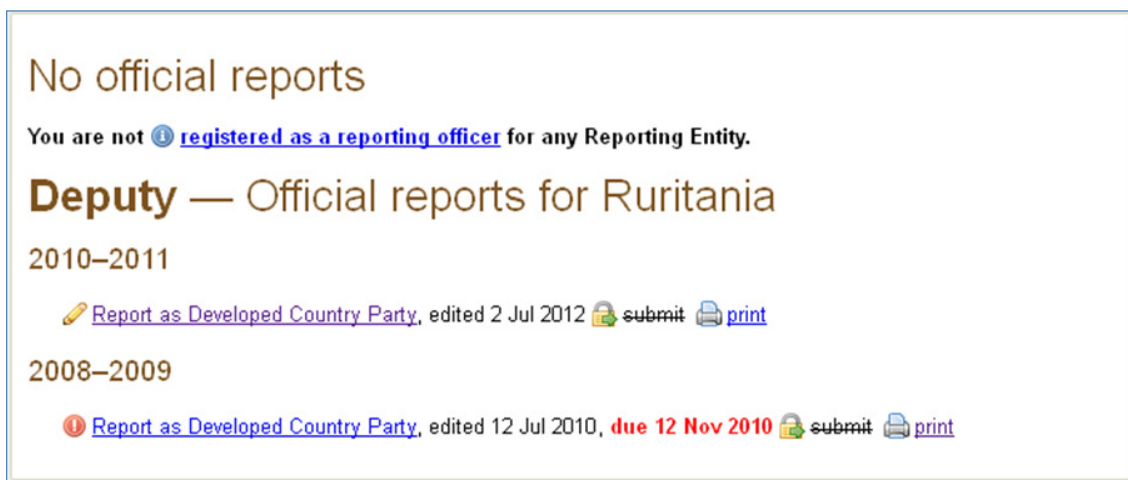 No official reports
You are not registered as a reporting officer for any Reporting Entity.
Deputy — Official reports for Ruritania
2010–2011
Report as Developed Country Party, edited 2 Jul 2012 submit print
2008–2009
Report as Developed Country Party, edited 12 Jul 2010, due 12 Nov 2010 submit print